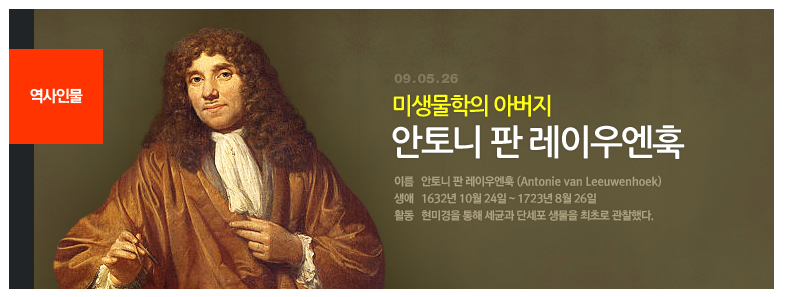 역사인물
09.05.26
미생물학의 아버지
안토니 판 레이우엔훅
이름 안토니 판 레이우엔훅 (Antonie van Leeuwenhoek)
생애 1632년 10월 24일 ~ 1723년 8월 26일
활동 현미경을 통해 세균과 단세포 생물을 최초로 관찰했다.